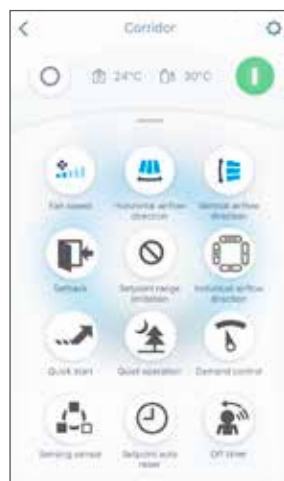 Corridor
24°C 30°C
Fan speed
Horizontal airflow
direction
Vertical airflow
direction
Setback
Setpoint range
limitation
Individual airflow
direction
Quick start
Quiet operation
Demand control
Sensing sensor
Setpoint auto
reset
Off timer